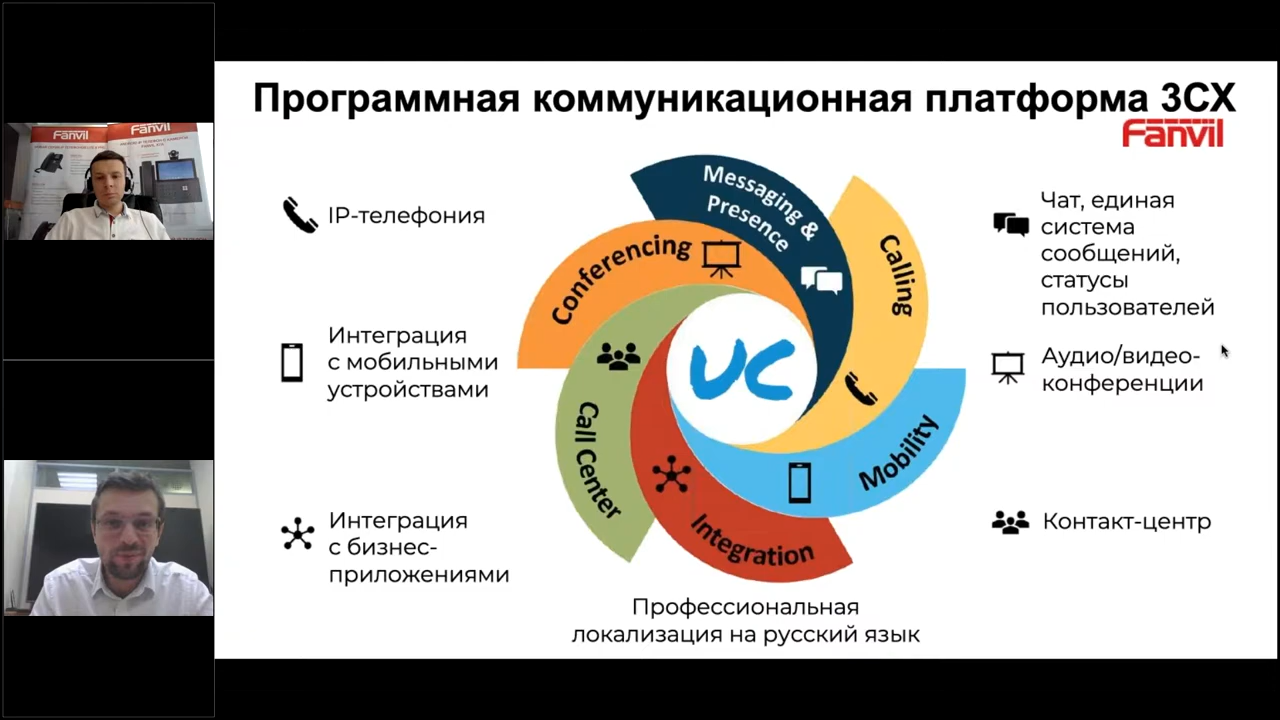 Программная коммуникационная платформа 3CX
Fanvil
IP-телефония
Интеграция
с мобильными
устройствами
Интеграция
с бизнес-
приложениями
Messaging &
Presence
Calling
Conferencing
UC
Mobility
Call Center
Integration
Чат, единая
система
сообщений,
статусы
пользователей
Аудио/видео-
конференции
Контакт-центр
Профессиональная
локализация на русский язык
Fanvil
Fanvil